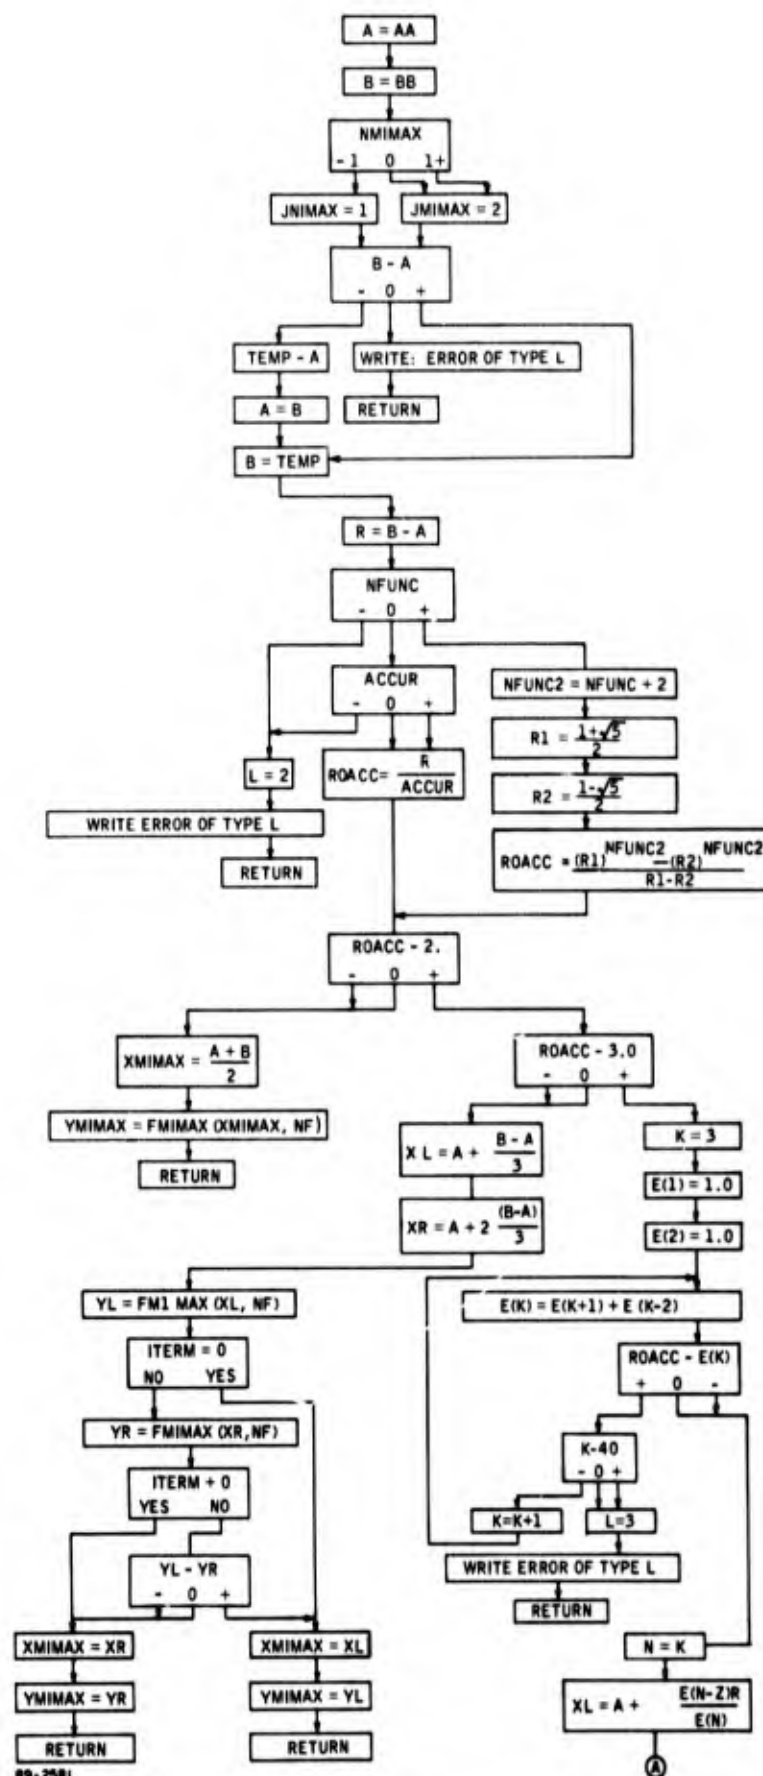 A = AA
B = BB
NMIMAX
- 1 0 1+
JNIMAX = 1
JMIMAX = 2
B - A
- 0 +
TEMP - A
WRITE: ERROR OF TYPE L
A = B
RETURN
B = TEMP
R = B - A
NFUNC
- 0 +
ACCUR
- 0 +
NFUNC2 = NFUNC + 2
R1 = 1+√5 / 2
L = 2
ROACC= R / ACCUR
R2 = 1-√5 / 2
WRITE ERROR OF TYPE L
RETURN
ROACC = (R1)^NFUNC2 - (R2)^NFUNC2 / R1-R2
ROACC - 2.
- 0 +
XMIMAX = A + B / 2
ROACC - 3.0
- 0 +
YMIMAX = FMIMAX (XMIMAX, NF)
RETURN
X L = A + B - A / 3
K = 3
E(1) = 1.0
XR = A + 2 (B-A) / 3
E(2) = 1.0
YL = FM1 MAX (XL, NF)
E(K) = E(K+1) + E (K-2)
ITERM = 0
NO YES
ROACC - E(K)
+ 0 -
YR = FMIMAX (XR,NF)
K-40
- 0 +
ITERM + 0
YES NO
K=K+1
L=3
YL - YR
- 0 +
WRITE ERROR OF TYPE L
RETURN
XMIMAX = XR
XMIMAX = XL
N = K
YMIMAX = YR
YMIMAX = YL
XL = A + E(N-Z)R / E(N)
RETURN
RETURN
A
89-2581